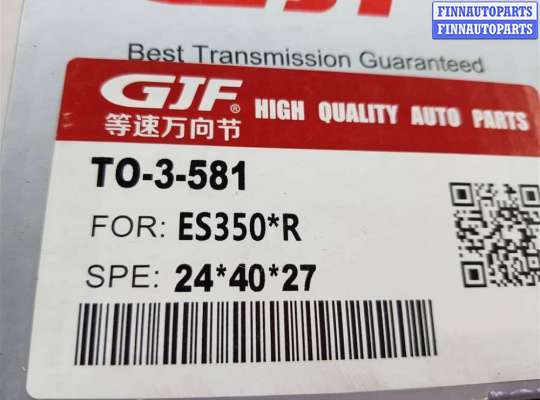 FINNAUTOPARTS
FINNAUTOPARTS
GJF
Best Transmission Guaranteed
GJF® HIGH QUALITY AUTO PARTS
等速万向节
TO-3-581
FOR: ES350*R
SPE: 24*40*27